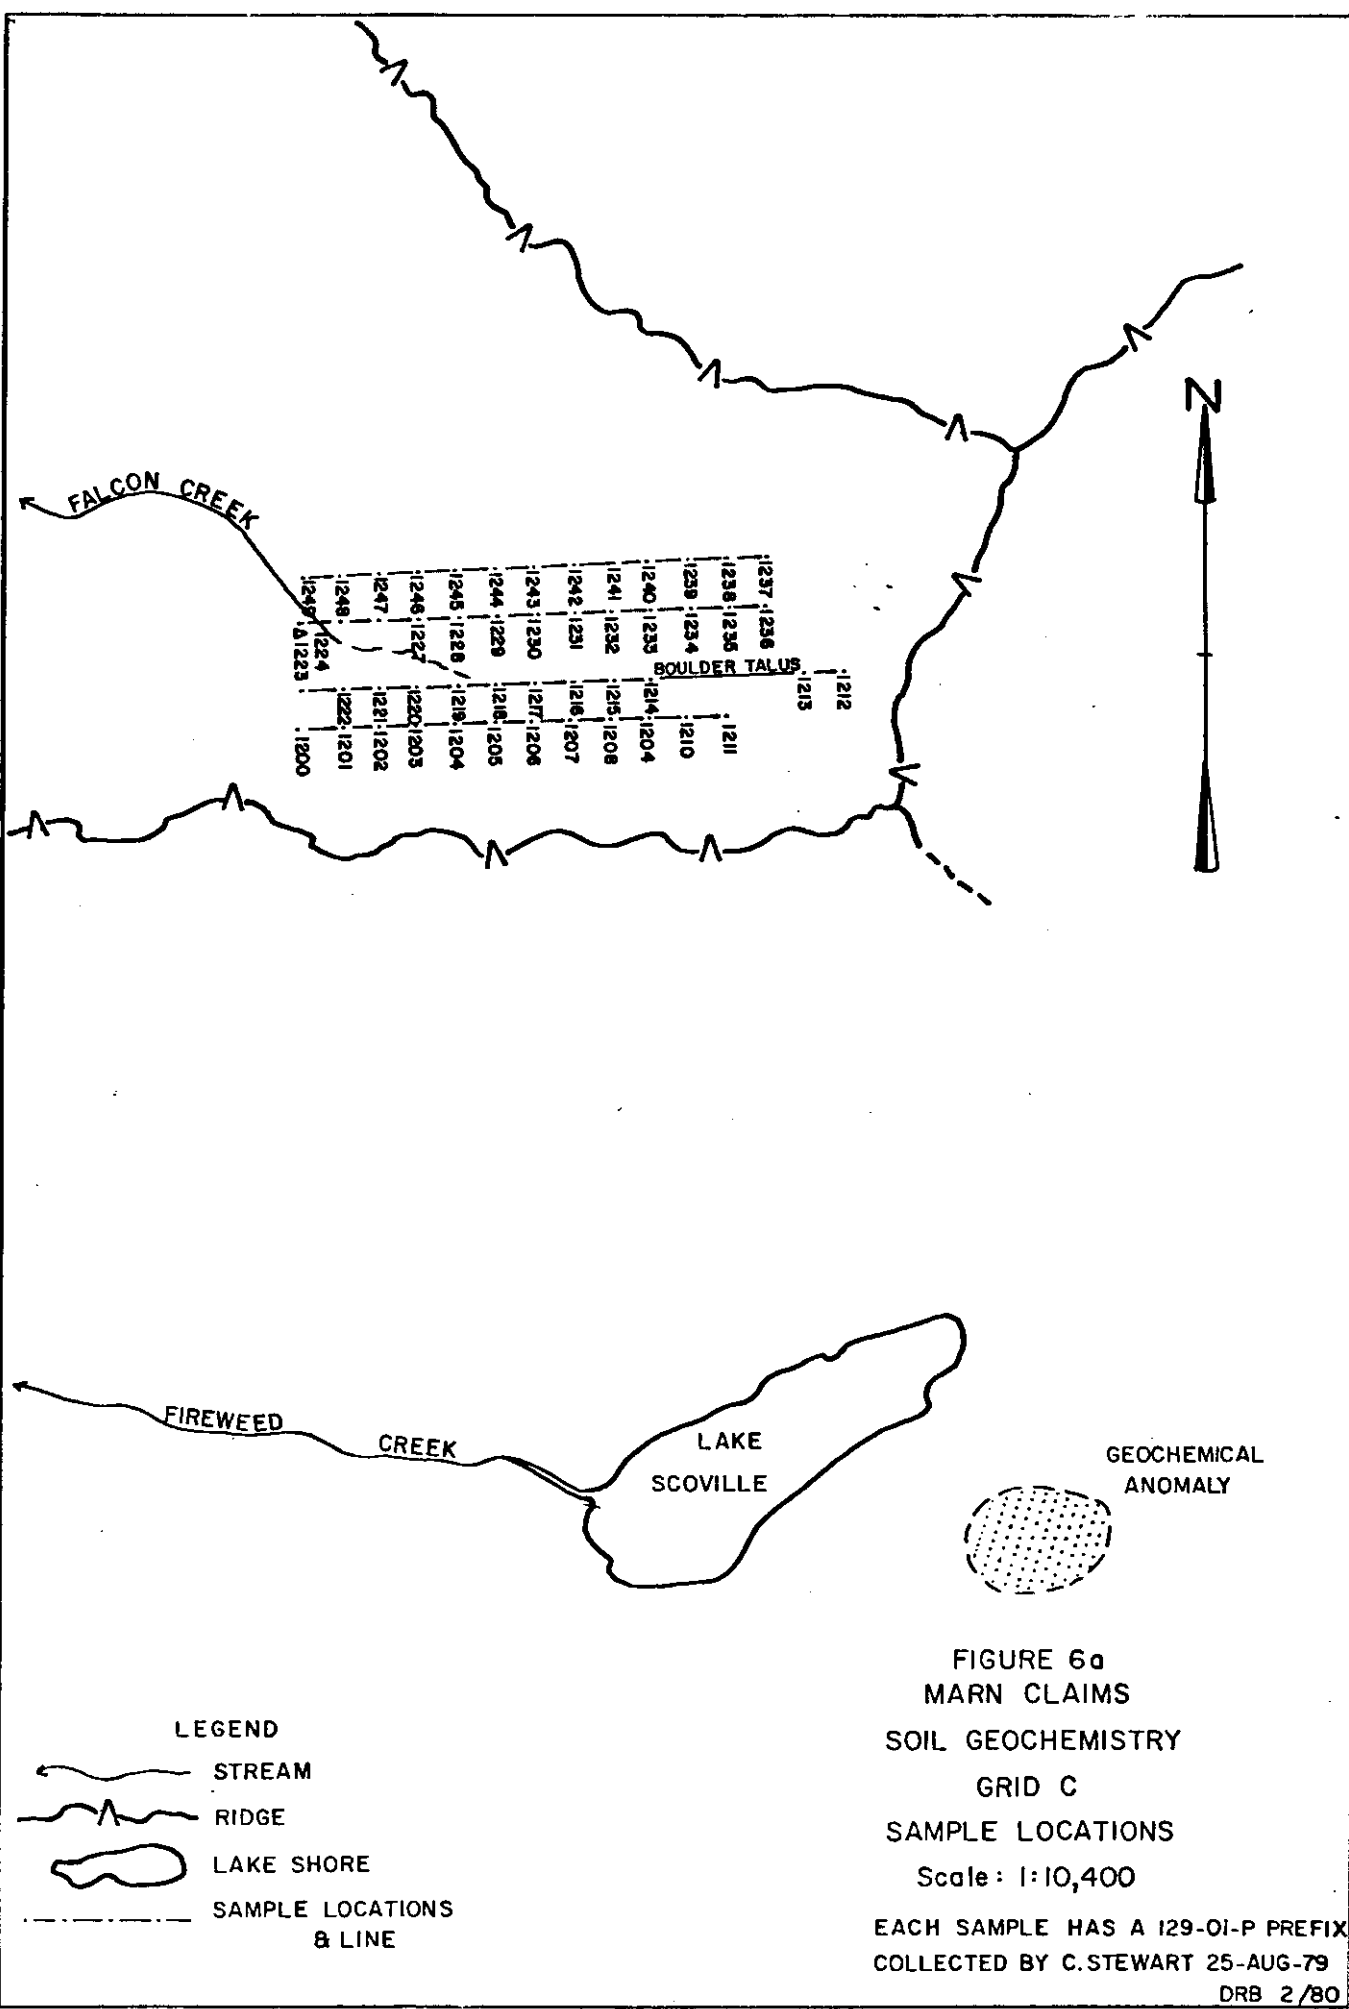 N
FALCON CREEK
1249 1248 1247 1246 1245 1244 1243 1242 1241 1240 1239 1238 1237
1223 1224 1227 1228 1229 1230 1231 1232 1233 1234 1235 1236
BOULDER TALUS
1222 1221 1220 1219 1218 1217 1216 1215 1214 1213 1212
1200 1201 1202 1203 1204 1205 1206 1207 1208 1204 1210 1211
FIREWEED CREEK
LAKE
SCOVILLE
GEOCHEMICAL
ANOMALY
FIGURE 6a
MARN CLAIMS
SOIL GEOCHEMISTRY
GRID C
SAMPLE LOCATIONS
Scale: 1:10,400
EACH SAMPLE HAS A 129-01-P PREFIX
COLLECTED BY C. STEWART 25-AUG-79
DRB 2/80
LEGEND
STREAM
RIDGE
LAKE SHORE
SAMPLE LOCATIONS
& LINE